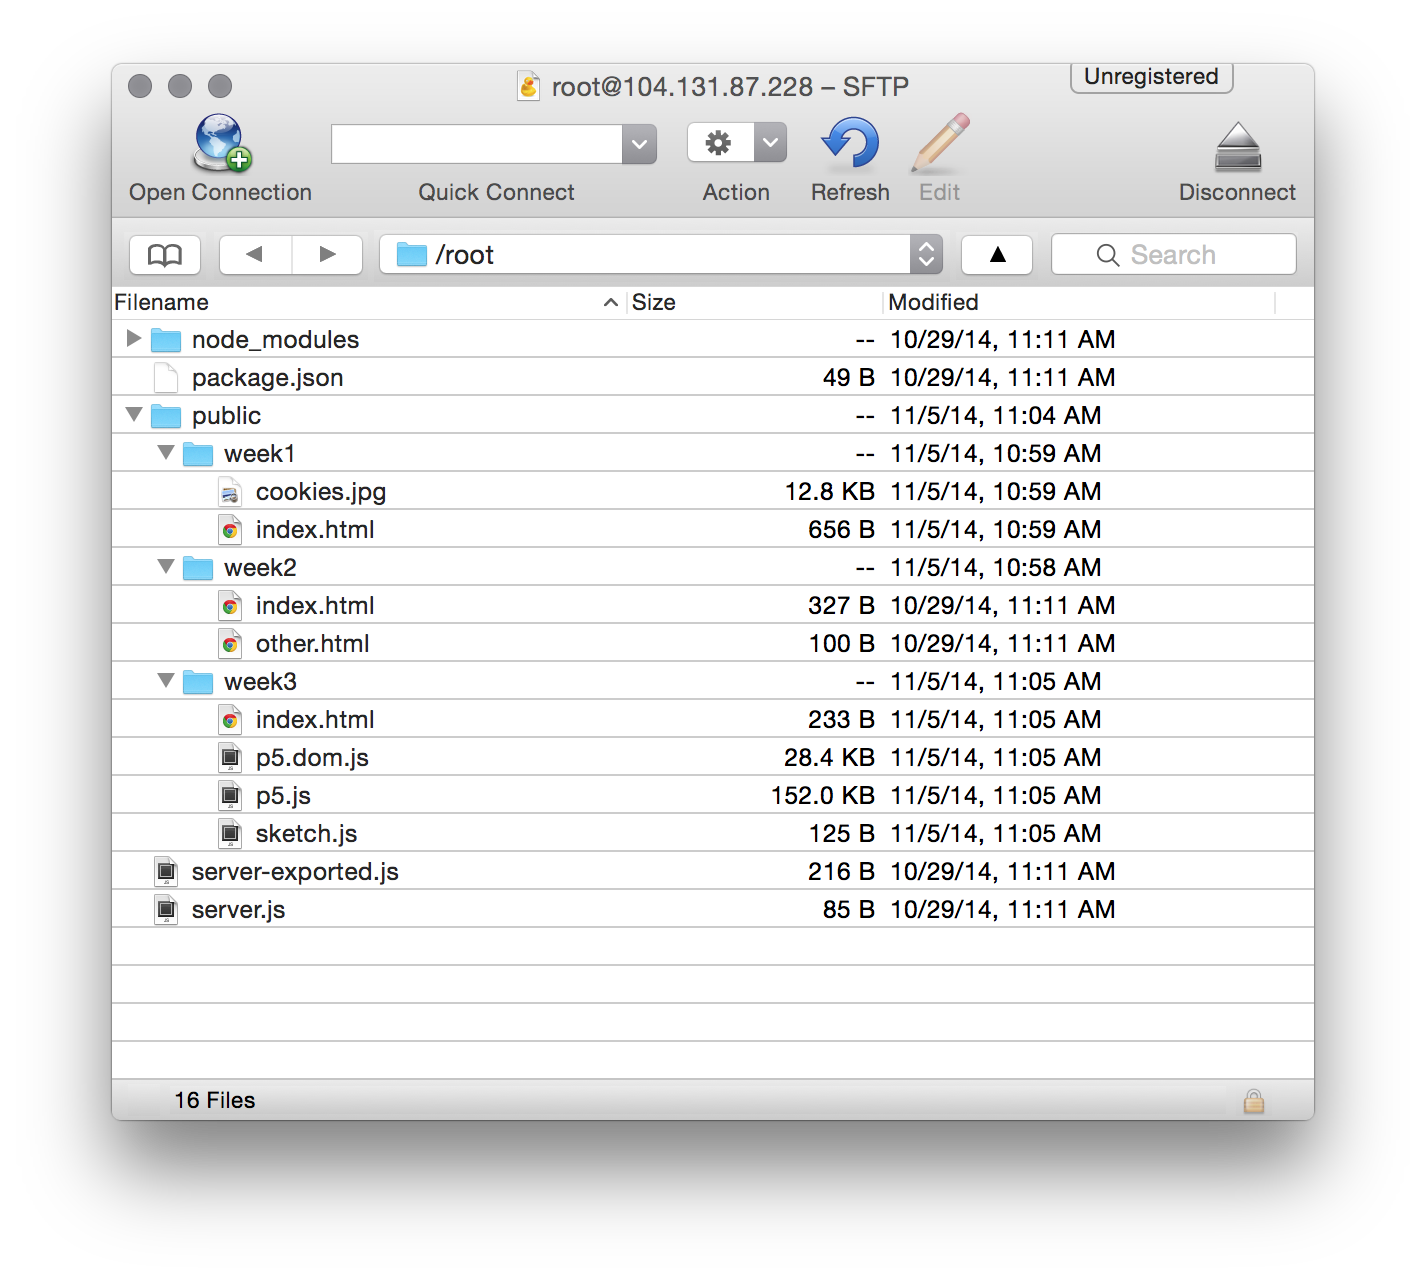 root@104.131.87.228 – SFTP
Unregistered
Open Connection
Quick Connect
Action
Refresh
Edit
Disconnect
/root
Search
Filename Size Modified
node_modules -- 10/29/14, 11:11 AM
package.json 49 B 10/29/14, 11:11 AM
public -- 11/5/14, 11:04 AM
week1 -- 11/5/14, 10:59 AM
cookies.jpg 12.8 KB 11/5/14, 10:59 AM
index.html 656 B 11/5/14, 10:59 AM
week2 -- 11/5/14, 10:58 AM
index.html 327 B 10/29/14, 11:11 AM
other.html 100 B 10/29/14, 11:11 AM
week3 -- 11/5/14, 11:05 AM
index.html 233 B 11/5/14, 11:05 AM
p5.dom.js 28.4 KB 11/5/14, 11:05 AM
p5.js 152.0 KB 11/5/14, 11:05 AM
sketch.js 125 B 11/5/14, 11:05 AM
server-exported.js 216 B 10/29/14, 11:11 AM
server.js 85 B 10/29/14, 11:11 AM
16 Files